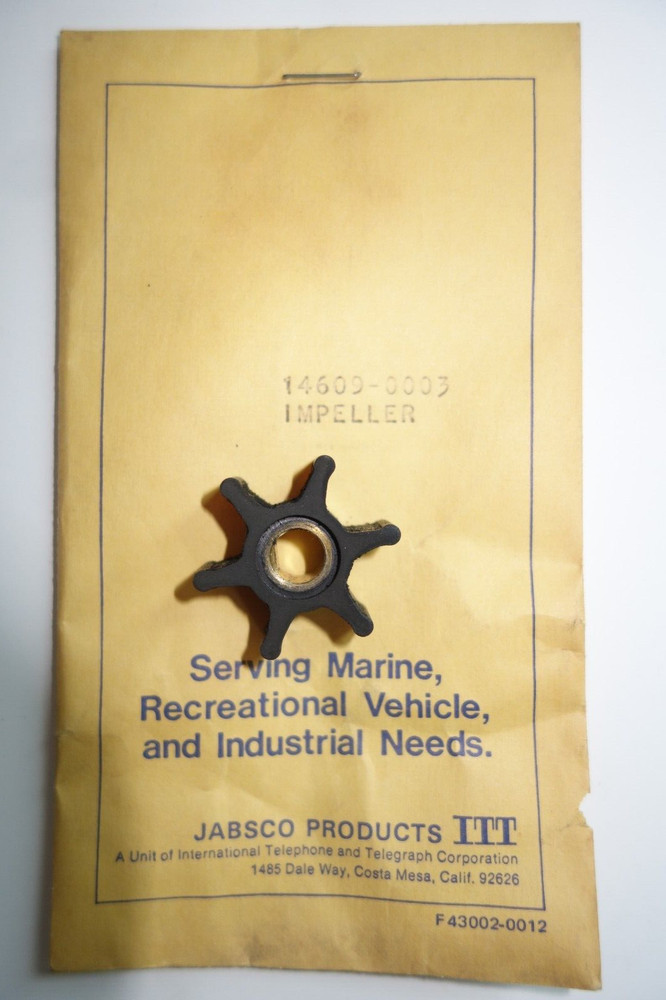 14609-0003
IMPELLER
Serving Marine,
Recreational Vehicle,
and Industrial Needs.
JABSCO PRODUCTS ITT
A Unit of International Telephone and Telegraph Corporation
1485 Dale Way, Costa Mesa, Calif. 92626
F43002-0012